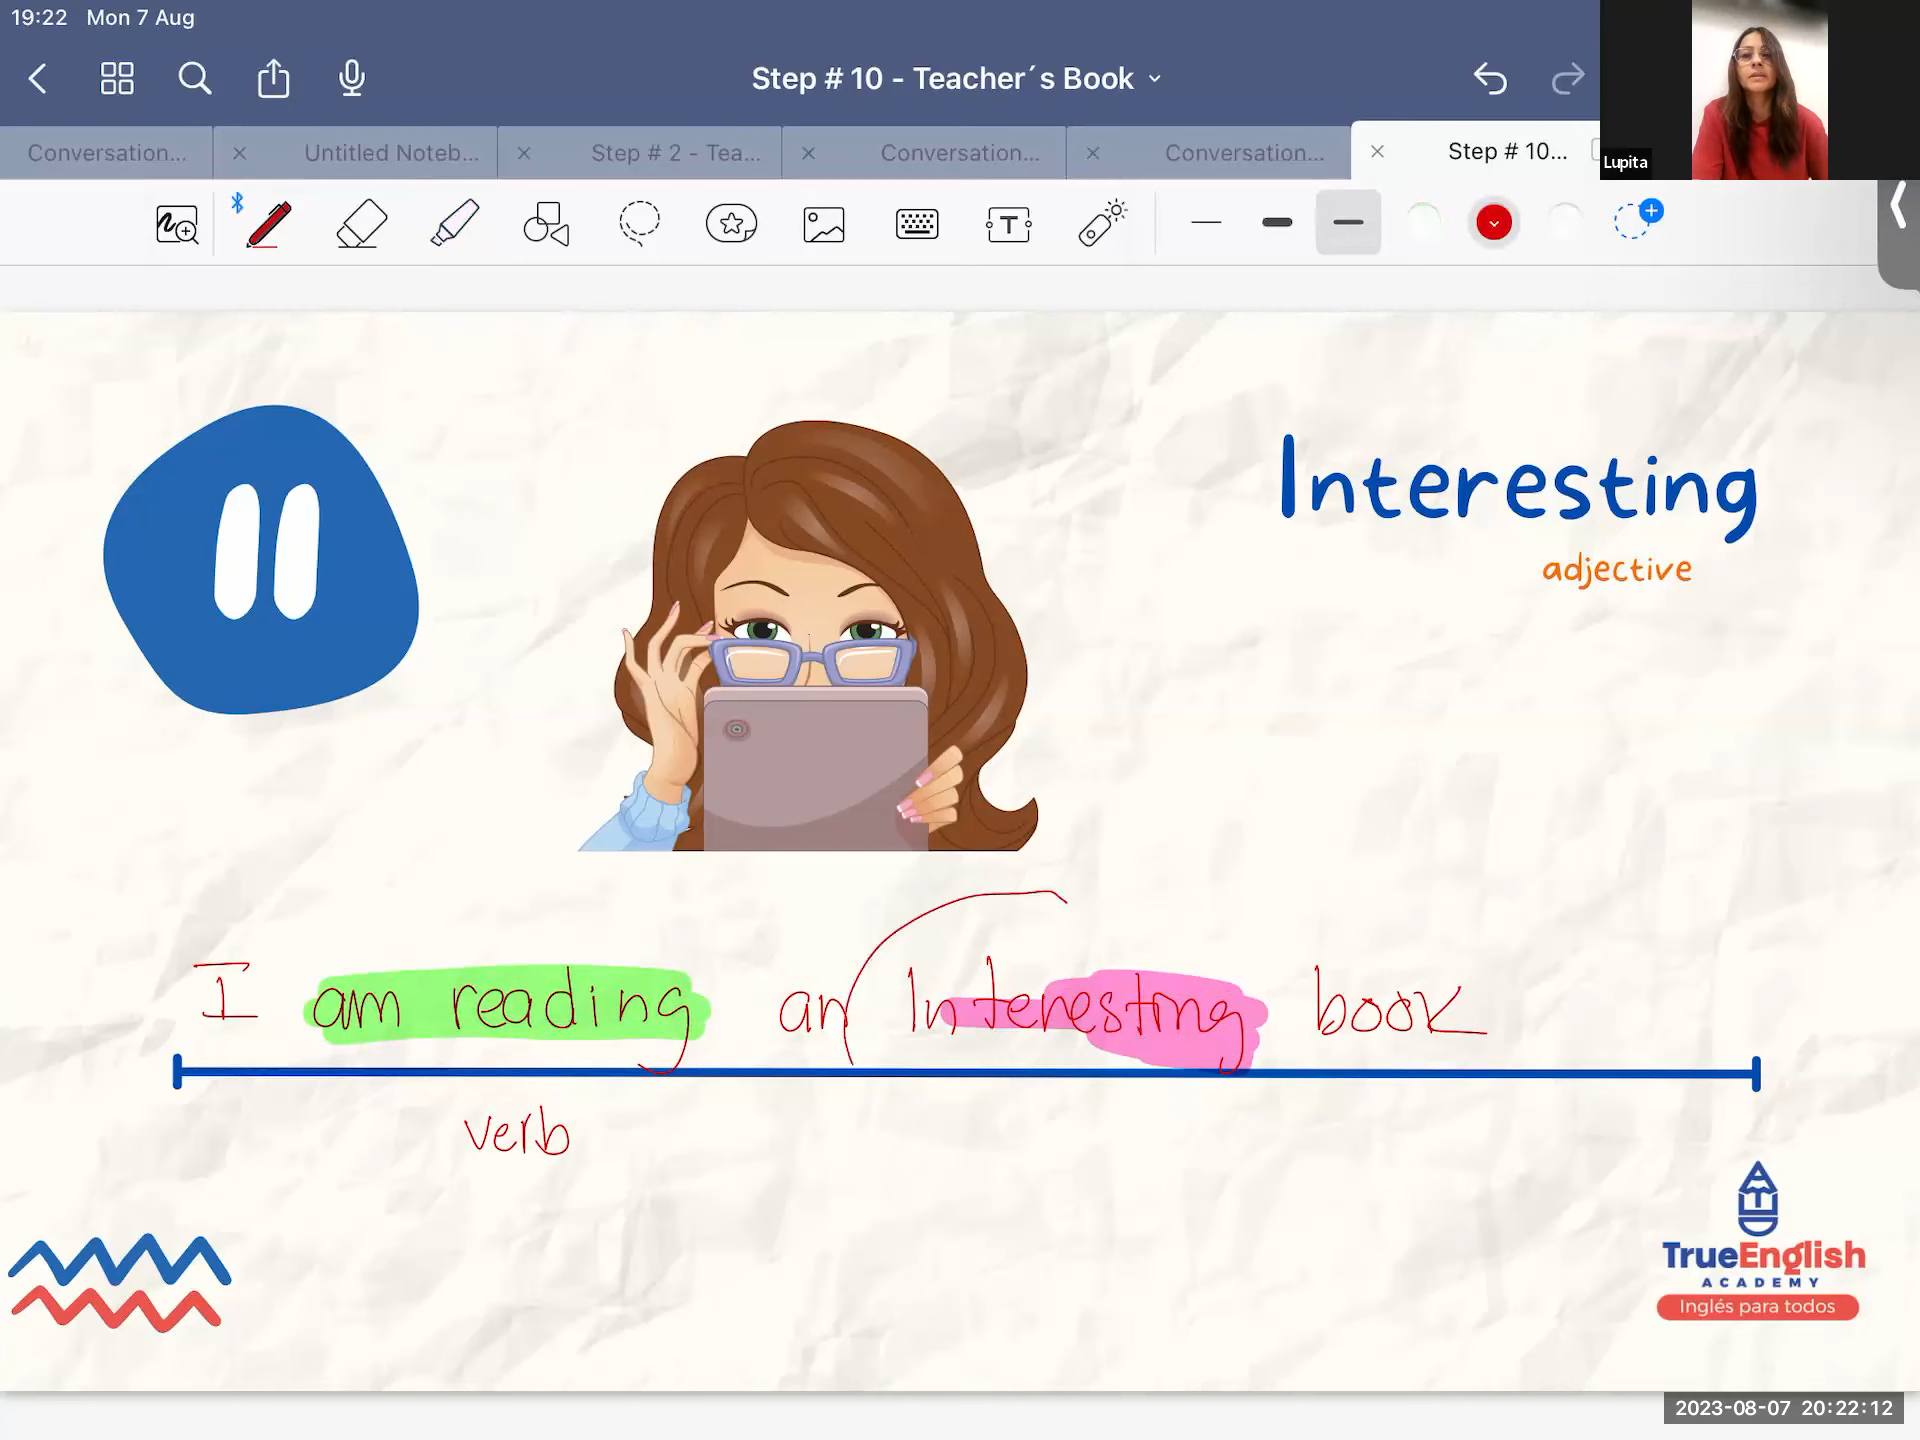 19:22 Mon 7 Aug
Step # 10 - Teacher´s Book
Conversation... Untitled Noteb... Step # 2 - Tea... Conversation... Conversation... Step # 10...
Lupita
11
Interesting
adjective
I am reading an Interesting book
verb
TrueEnglish
ACADEMY
Inglés para todos
2023-08-07 20:22:12